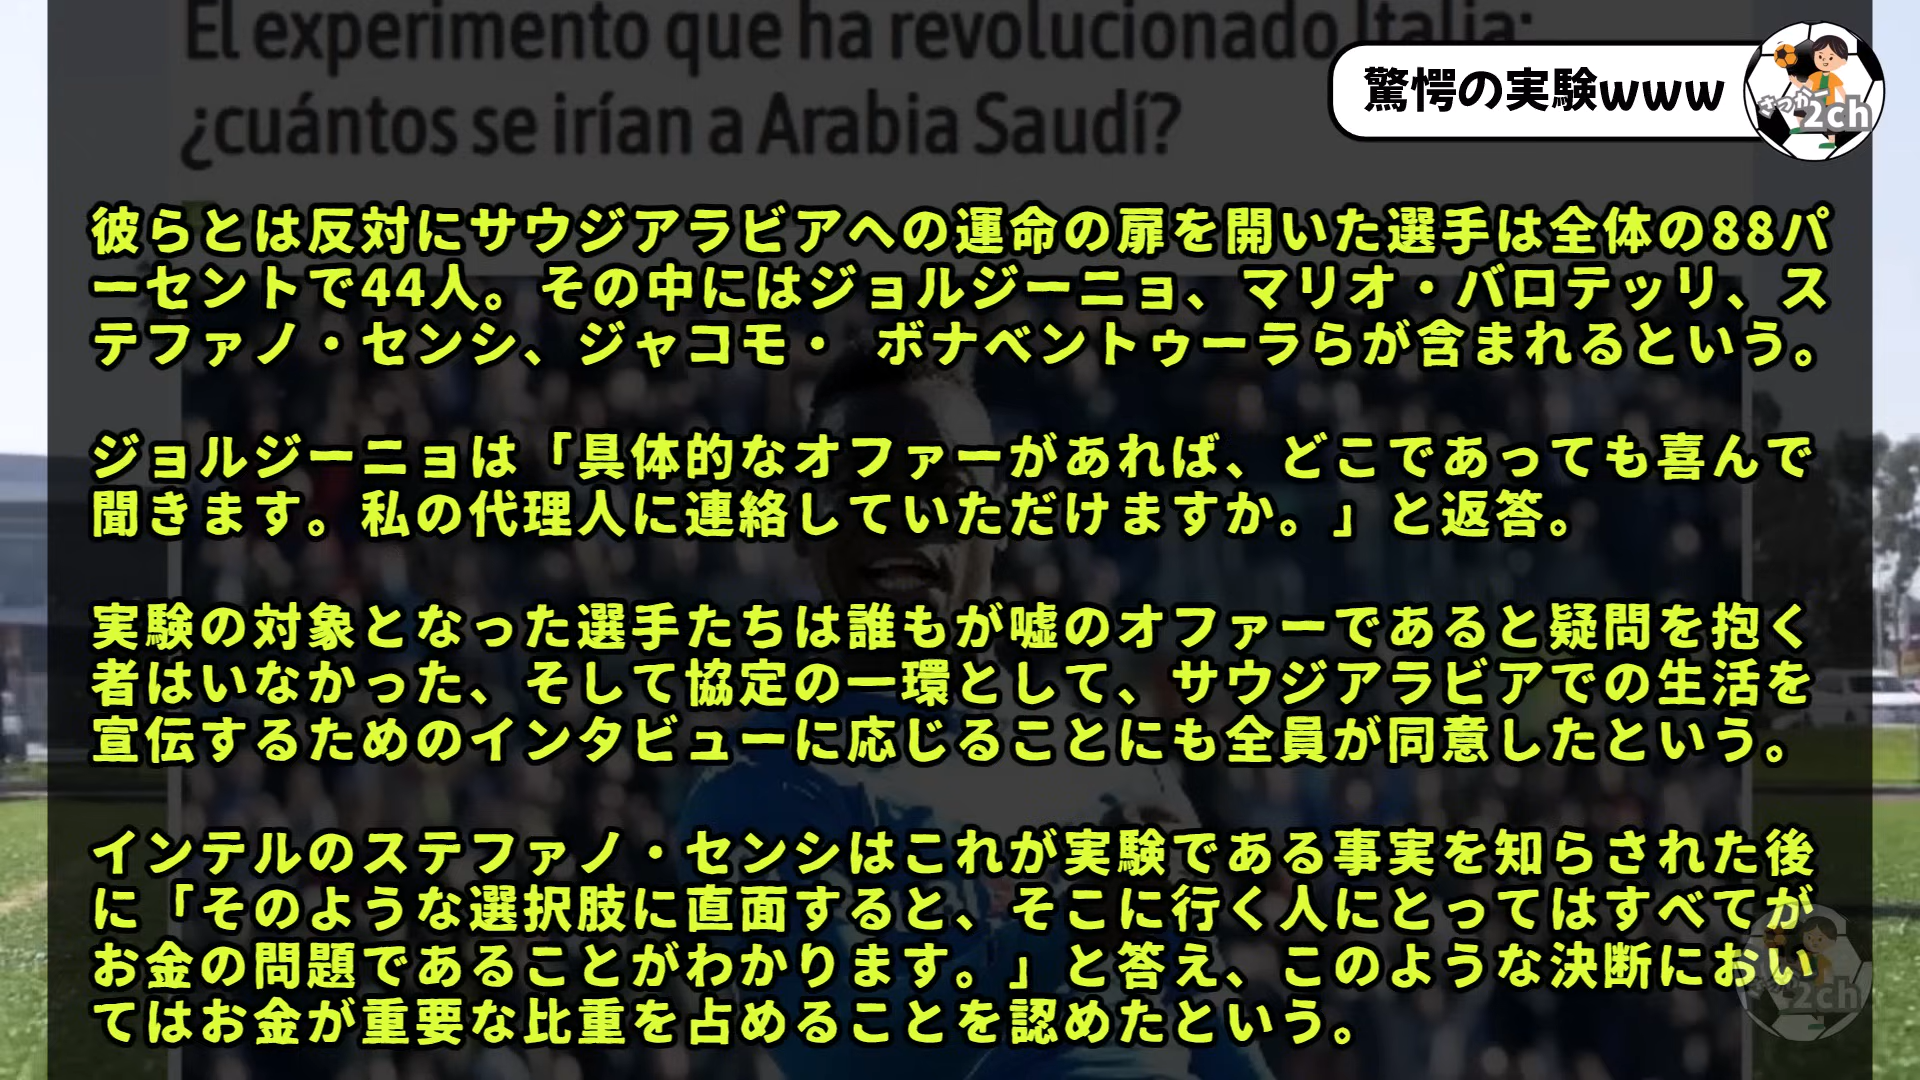 El experimento que ha revolucionado Italia:
¿cuántos se irían a Arabia Saudí?
驚愕の実験www
さっかー
2ch
彼らとは反対にサウジアラビアへの運命の扉を開いた選手は全体の88パ
ーセントで44人。その中にはジョルジーニョ、マリオ・バロテッリ、ス
テファノ・センシ、ジャコモ・ ボナベントゥーラらが含まれるという。
ジョルジーニョは「具体的なオファーがあれば、どこであっても喜んで
聞きます。私の代理人に連絡していただけますか。」と返答。
実験の対象となった選手たちは誰もが嘘のオファーであると疑問を抱く
者はいなかった、そして協定の一環として、サウジアラビアでの生活を
宣伝するためのインタビューに応じることにも全員が同意したという。
インテルのステファノ・センシはこれが実験である事実を知らされた後
に「そのような選択肢に直面すると、そこに行く人にとってはすべてが
お金の問題であることがわかります。」と答え、このような決断におい
てはお金が重要な比重を占めることを認めたという。
さっかー
2ch